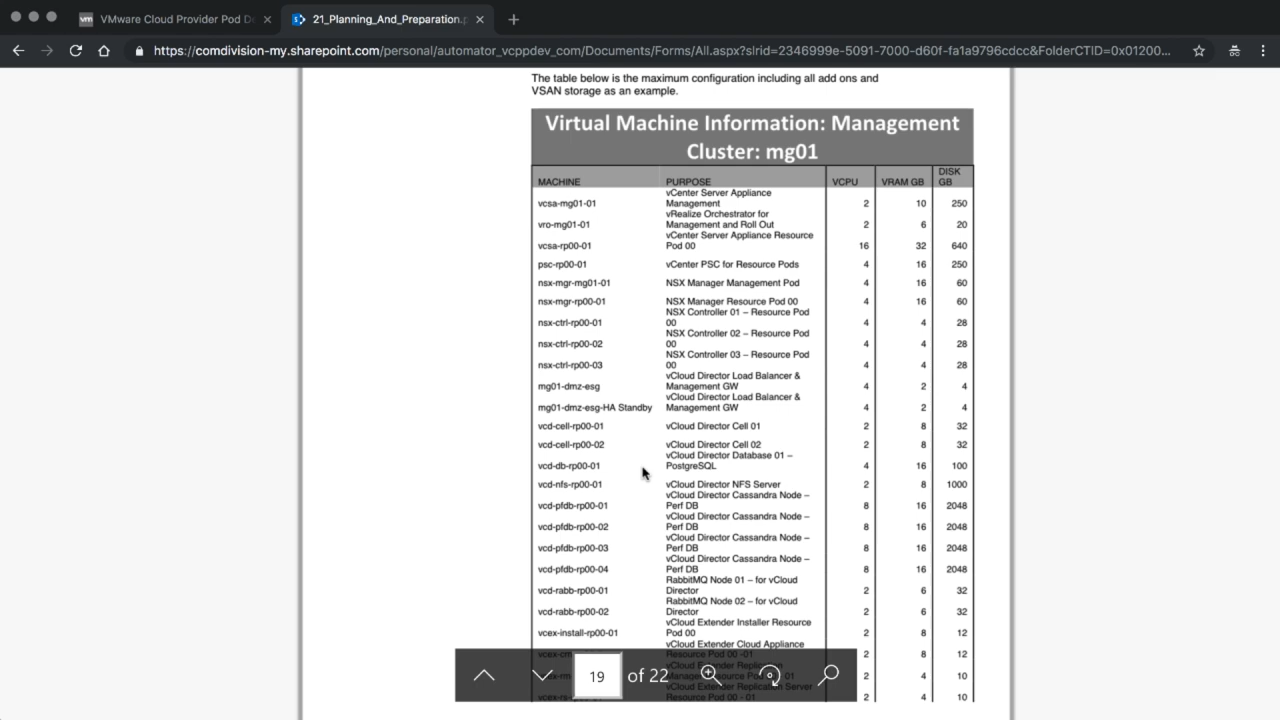 VMware Cloud Provider Pod De
21_Planning_And_Preparation.p
https://comdivision-my.sharepoint.com/personal/automator_vcppdev_com/Documents/Forms/All.aspx?slrid=2346999e-5091-7000-d60f-fa1a9796cdcc&FolderCTID=0x01200...
The table below is the maximum configuration including all add ons and
VSAN storage as an example.
Virtual Machine Information: Management
Cluster: mg01
MACHINE PURPOSE VCPU VRAM GB DISK GB
vcsa-mg01-01 vCenter Server Appliance Management 2 10 250
vro-mg01-01 vRealize Orchestrator for Management and Roll Out 2 6 20
vcsa-rp00-01 vCenter Server Appliance Resource Pod 00 16 32 640
psc-rp00-01 vCenter PSC for Resource Pods 4 16 250
nsx-mgr-mg01-01 NSX Manager Management Pod 4 16 60
nsx-mgr-rp00-01 NSX Manager Resource Pod 00 4 16 60
nsx-ctrl-rp00-01 NSX Controller 01 – Resource Pod 00 4 4 28
nsx-ctrl-rp00-02 NSX Controller 02 – Resource Pod 00 4 4 28
nsx-ctrl-rp00-03 NSX Controller 03 – Resource Pod 00 4 4 28
mg01-dmz-esg vCloud Director Load Balancer & Management GW 4 2 4
mg01-dmz-esg-HA Standby vCloud Director Load Balancer & Management GW 4 2 4
vcd-cell-rp00-01 vCloud Director Cell 01 2 8 32
vcd-cell-rp00-02 vCloud Director Cell 02 2 8 32
vcd-db-rp00-01 vCloud Director Database 01 – PostgreSQL 4 16 100
vcd-nfs-rp00-01 vCloud Director NFS Server 2 8 1000
vcd-pfdb-rp00-01 vCloud Director Cassandra Node – Perf DB 8 16 2048
vcd-pfdb-rp00-02 vCloud Director Cassandra Node – Perf DB 8 16 2048
vcd-pfdb-rp00-03 vCloud Director Cassandra Node – Perf DB 8 16 2048
vcd-pfdb-rp00-04 vCloud Director Cassandra Node – Perf DB 8 16 2048
vcd-rabb-rp00-01 RabbitMQ Node 01 – for vCloud Director 2 6 32
vcd-rabb-rp00-02 RabbitMQ Node 02 – for vCloud Director 2 6 32
vcex-install-rp00-01 vCloud Extender Installer Resource Pod 00 2 8 12
vCloud Extender Cloud Appliance Resource Pod 00 -01 2 8 12
vCloud Extender Replication 2 4 10
vCloud Extender Replication Server Resource Pod 00 - 01 2 4 10
19 of 22